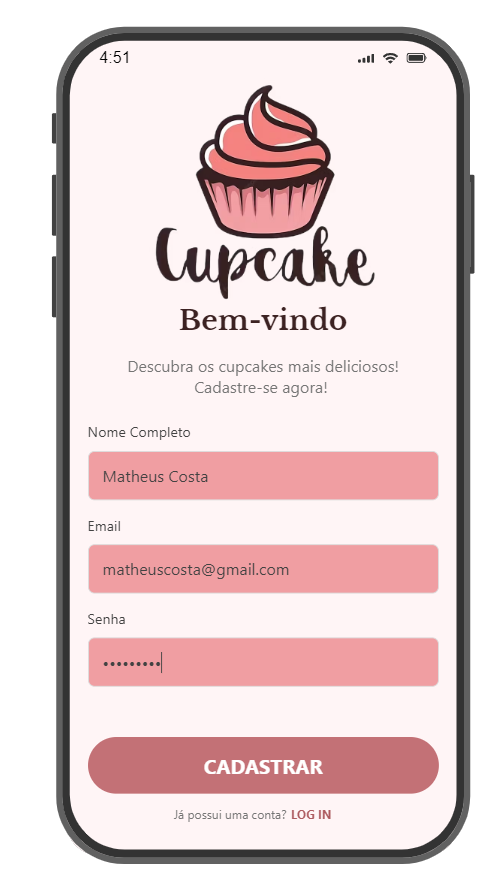 4:51
Cupcake
Bem-vindo
Descubra os cupcakes mais deliciosos!
Cadastre-se agora!
Nome Completo
Matheus Costa
Email
matheuscosta@gmail.com
Senha
•••••••••
CADASTRAR
Já possui uma conta? LOG IN